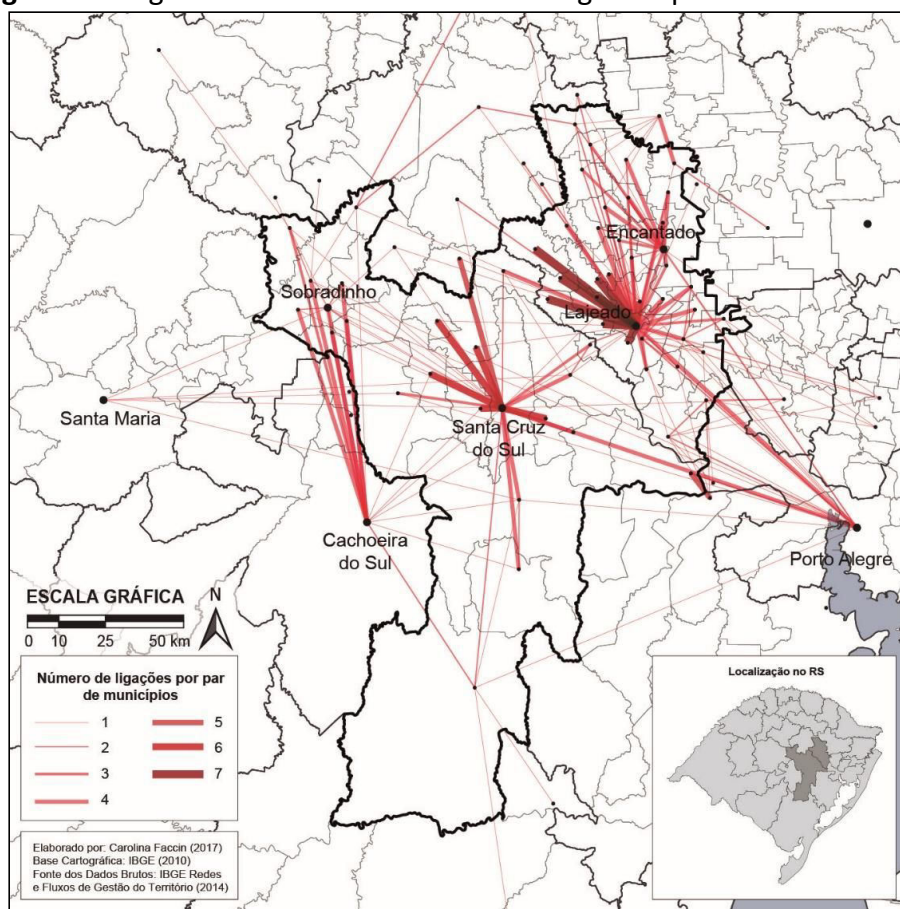 Encantado
Sobradinho
Lajeado
Santa Maria
Santa Cruz
do Sul
Cachoeira
do Sul
Porto Alegre
ESCALA GRÁFICA
N
0 10 25 50 km
Número de ligações por par
de municípios
1
2
3
4
5
6
7
Elaborado por: Carolina Faccin (2017)
Base Cartográfica: IBGE (2010)
Fonte dos Dados Brutos: IBGE Redes
e Fluxos de Gestão do Território (2014)
Localização no RS